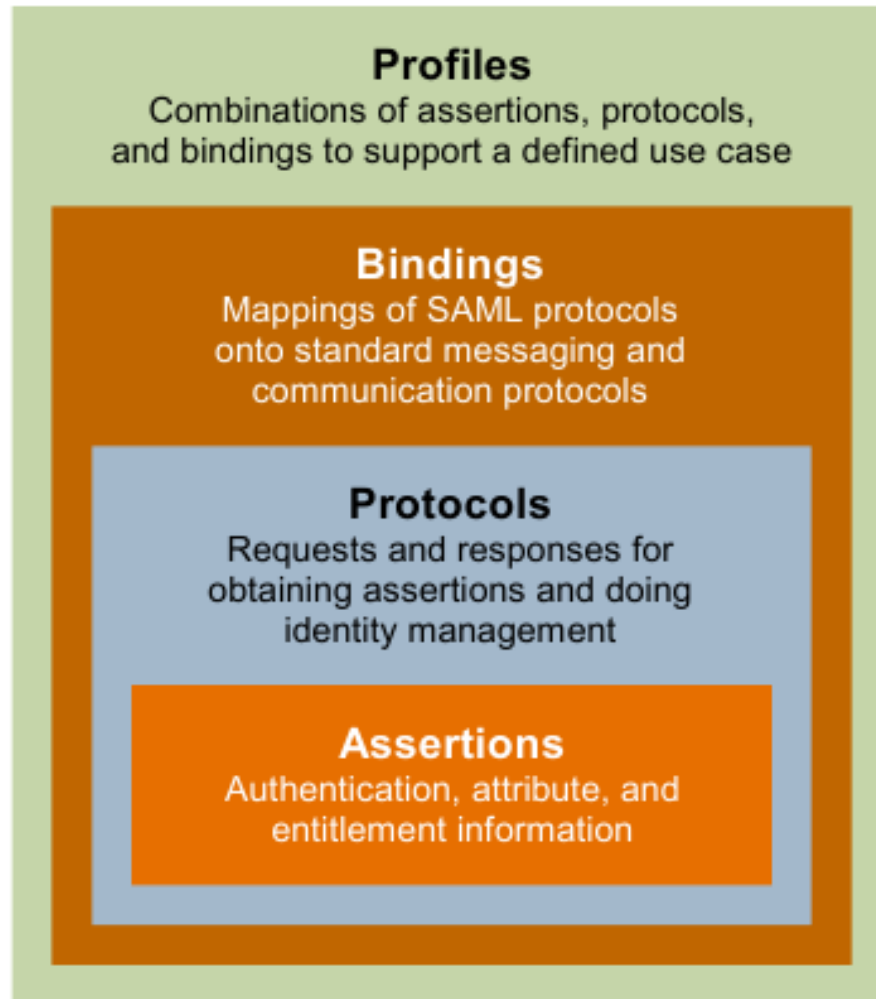 Profiles
Combinations of assertions, protocols,
and bindings to support a defined use case
Bindings
Mappings of SAML protocols
onto standard messaging and
communication protocols
Protocols
Requests and responses for
obtaining assertions and doing
identity management
Assertions
Authentication, attribute, and
entitlement information